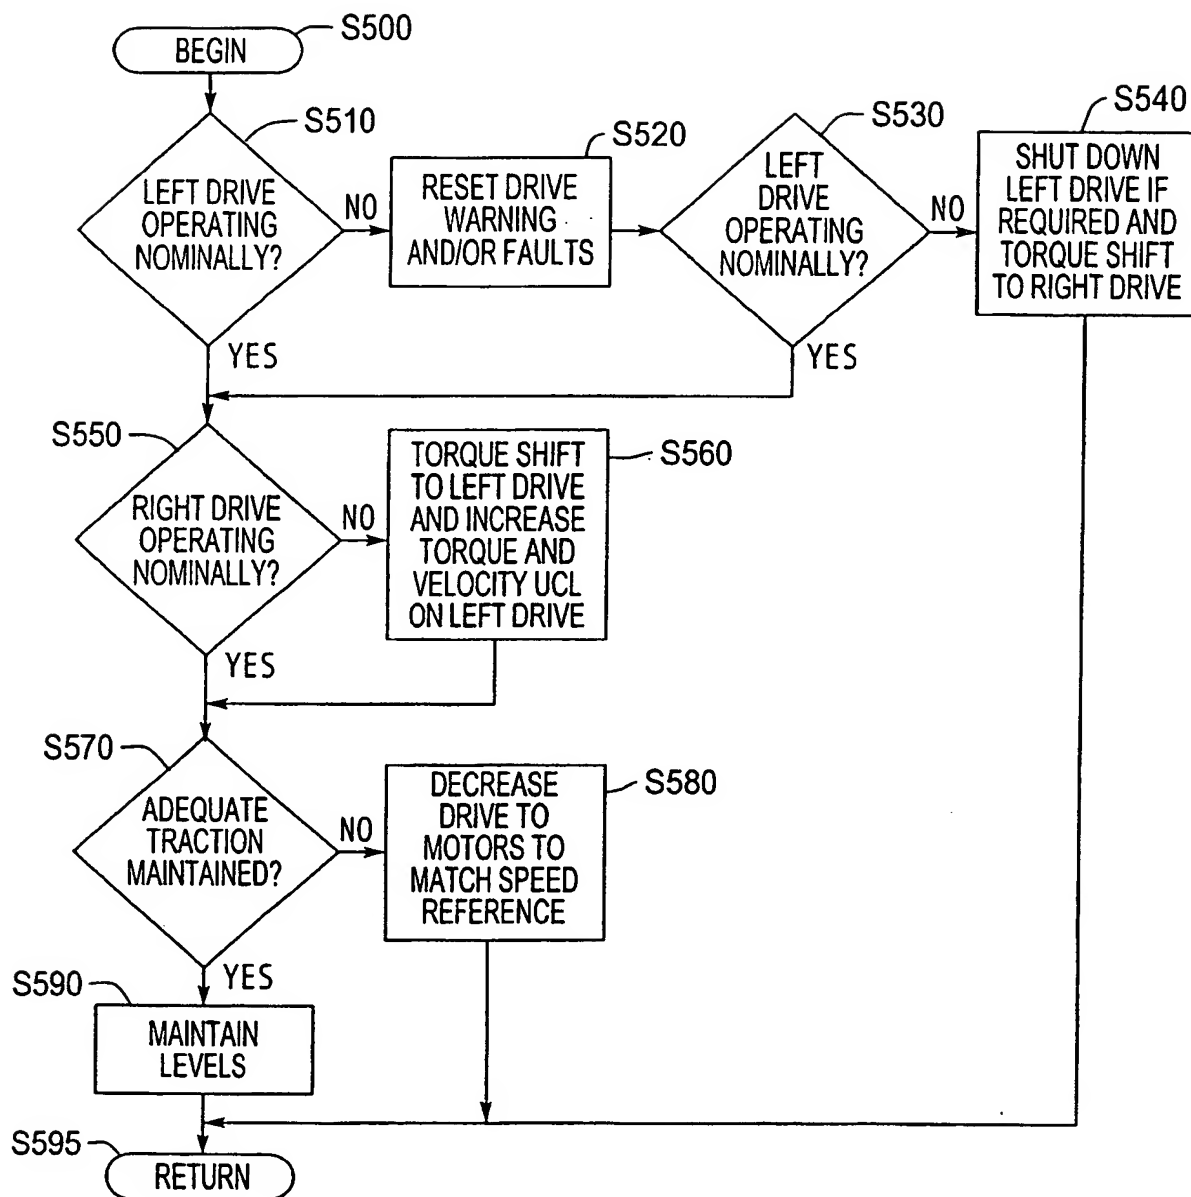 BEGIN
S500
S510
LEFT DRIVE
OPERATING
NOMINALLY?
NO
YES
S520
RESET DRIVE
WARNING
AND/OR FAULTS
S530
LEFT
DRIVE
OPERATING
NOMINALLY?
NO
YES
S540
SHUT DOWN
LEFT DRIVE IF
REQUIRED AND
TORQUE SHIFT
TO RIGHT DRIVE
S550
RIGHT DRIVE
OPERATING
NOMINALLY?
NO
YES
S560
TORQUE SHIFT
TO LEFT DRIVE
AND INCREASE
TORQUE AND
VELOCITY UCL
ON LEFT DRIVE
S570
ADEQUATE
TRACTION
MAINTAINED?
NO
YES
S580
DECREASE
DRIVE TO
MOTORS TO
MATCH SPEED
REFERENCE
S590
MAINTAIN
LEVELS
S595
RETURN